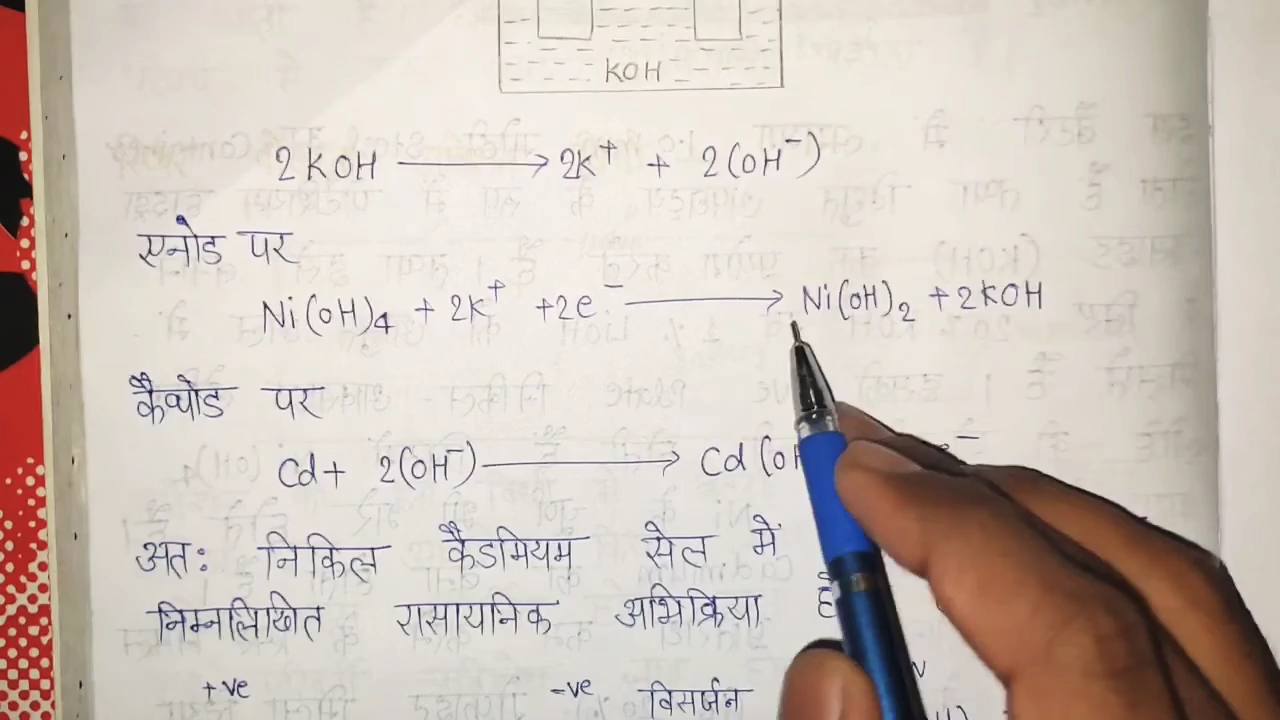 KOH
2KOH ⟶ 2K⁺ + 2(OH⁻)
एनोड पर
Ni(OH)₄ + 2K⁺ + 2e⁻ ⟶ Ni(OH)₂ + 2KOH
कैथोड पर
Cd + 2(OH⁻) ⟶ Cd(OH
अतः निकिल कैडमियम सेल में
निम्नलिखित रासायनिक अभिक्रिया
+ve -ve विसर्जन